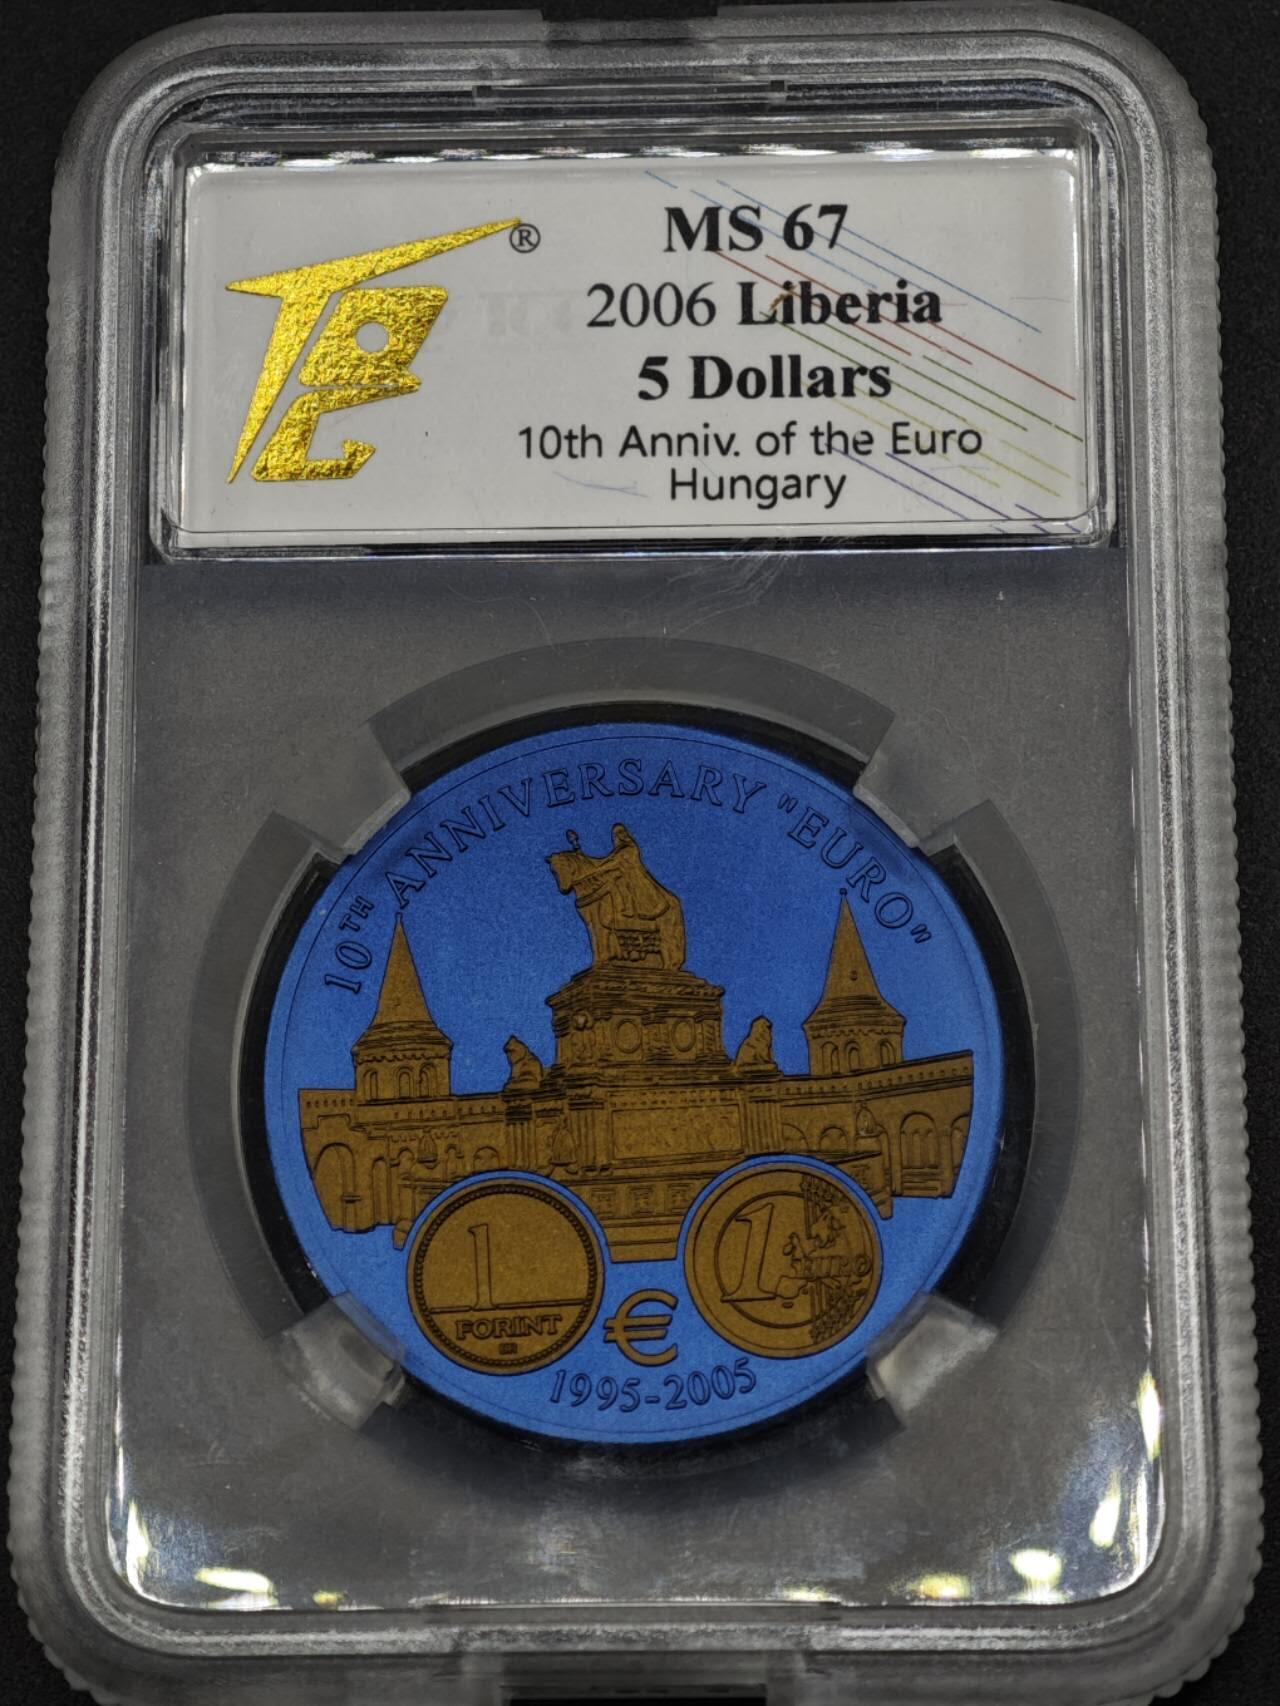 ®
MS 67
2006 Liberia
5 Dollars
10th Anniv. of the Euro
Hungary
10TH ANNIVERSARY "EURO"
1
FORINT
1
EURO
€
1995-2005